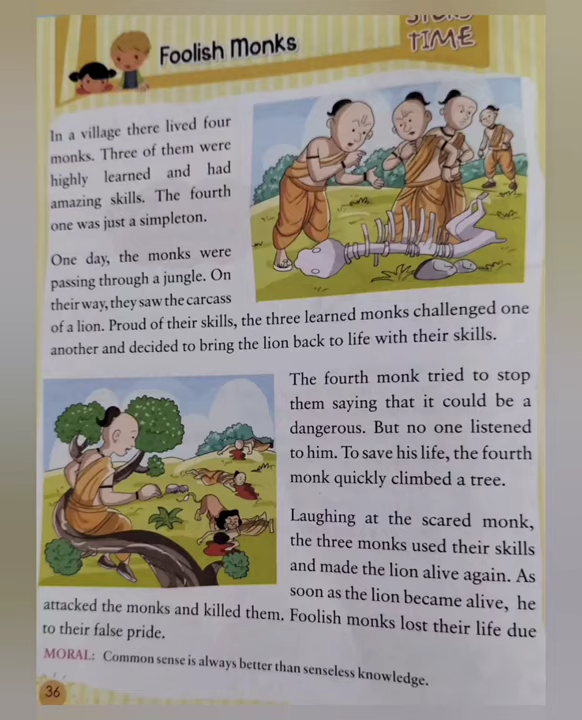 STORY
TIME
Foolish Monks
In a village there lived four
monks. Three of them were
highly learned and had
amazing skills. The fourth
one was just a simpleton.
One day, the monks were
passing through a jungle. On
their way, they saw the carcass
of a lion. Proud of their skills, the three learned monks challenged one
another and decided to bring the lion back to life with their skills.
The fourth monk tried to stop
them saying that it could be a
dangerous. But no one listened
to him. To save his life, the fourth
monk quickly climbed a tree.
Laughing at the scared monk,
the three monks used their skills
and made the lion alive again. As
soon as the lion became alive, he
attacked the monks and killed them. Foolish monks lost their life due
to their false pride.
MORAL: Common sense is always better than senseless knowledge.
36